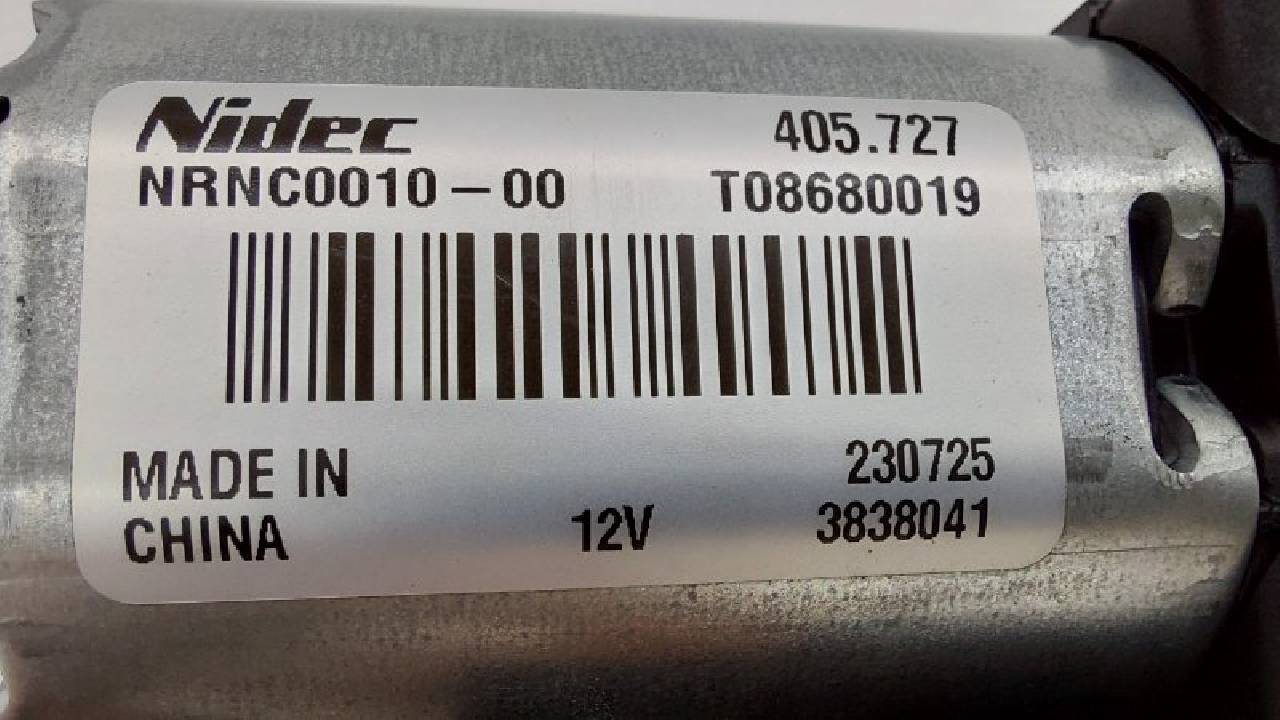 Nidec 405.727
NRNC0010-00 T08680019
MADE IN 230725
CHINA 12V 3838041